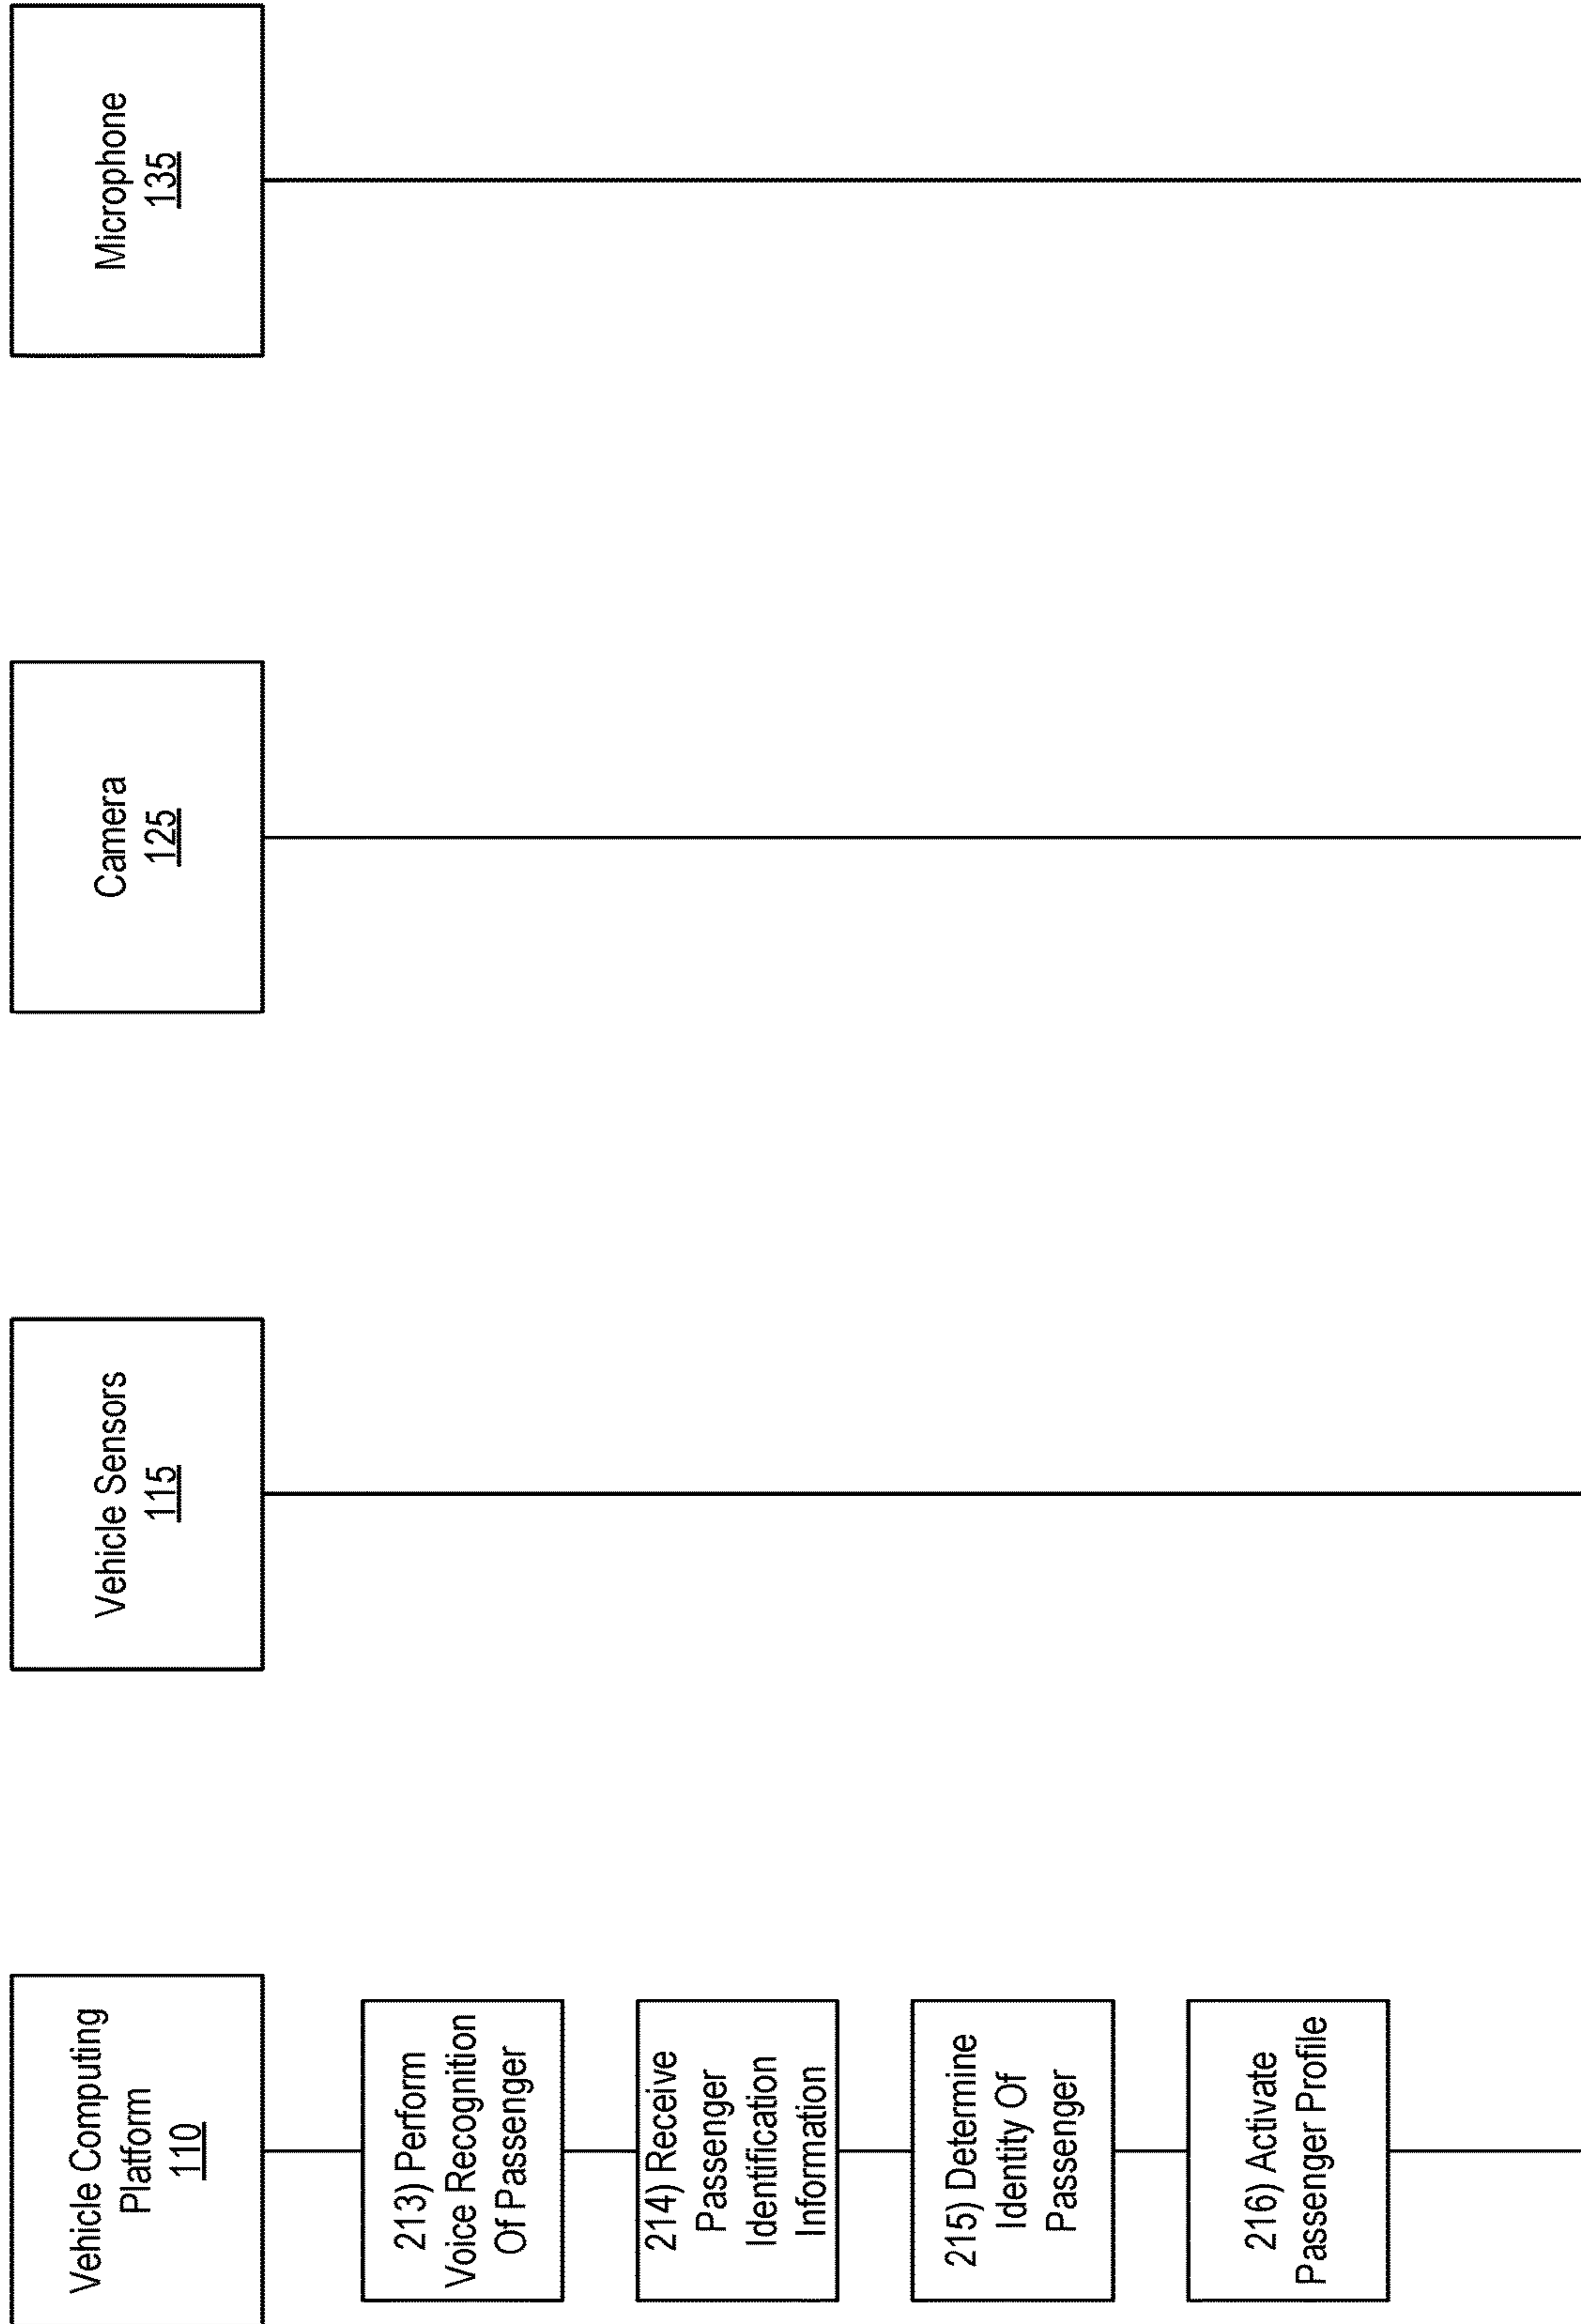 Vehicle Computing
Platform
110
Vehicle Sensors
115
Camera
125
Microphone
135
213) Perform
Voice Recognition
Of Passenger
214) Receive
Passenger
Identification
Information
215) Determine
Identity Of
Passenger
216) Activate
Passenger Profile